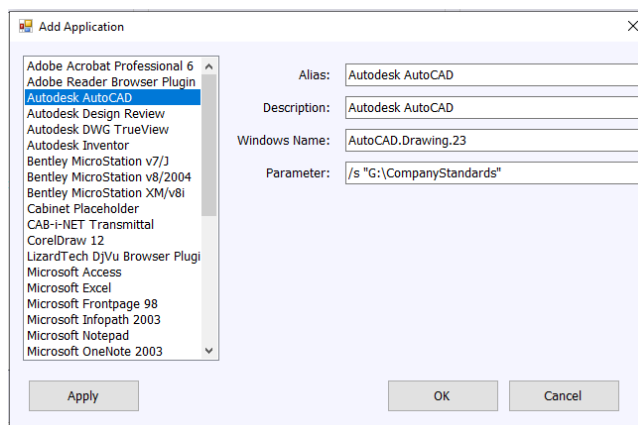 Add Application
Adobe Acrobat Professional 6
Adobe Reader Browser Plugin
Autodesk AutoCAD
Autodesk Design Review
Autodesk DWG TrueView
Autodesk Inventor
Bentley MicroStation v7/J
Bentley MicroStation v8/2004
Bentley MicroStation XM/v8i
Cabinet Placeholder
CAB-i-NET Transmittal
CorelDraw 12
LizardTech DjVu Browser Plugi
Microsoft Access
Microsoft Excel
Microsoft Frontpage 98
Microsoft Infopath 2003
Microsoft Notepad
Microsoft OneNote 2003
Alias: Autodesk AutoCAD
Description: Autodesk AutoCAD
Windows Name: AutoCAD.Drawing.23
Parameter: /s "G:\CompanyStandards"
Apply
OK
Cancel